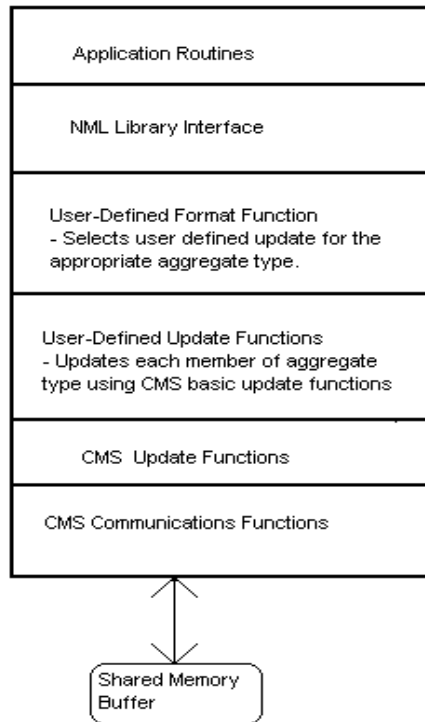 Application Routines
NML Library Interface
User-Defined Format Function
- Selects user defined update for the
appropriate aggregate type.
User-Defined Update Functions
- Updates each member of aggregate
type using CMS basic update functions
CMS Update Functions
CMS Communications Functions
Shared Memory
Buffer